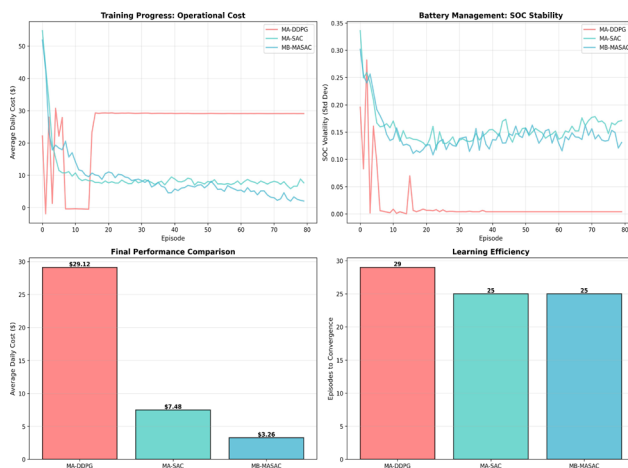 Training Progress: Operational Cost
MA-DDPG
MA-SAC
MB-MASAC
Average Daily Cost ($)
50
40
30
20
10
0
0 10 20 30 40 50 60 70 80
Episode
Battery Management: SOC Stability
MA-DDPG
MA-SAC
MB-MASAC
SOC Volatility (Std Dev)
0.35
0.30
0.25
0.20
0.15
0.10
0.05
0.00
0 10 20 30 40 50 60 70 80
Episode
Final Performance Comparison
Average Daily Cost ($)
30
25
20
15
10
5
0
$29.12
$7.48
$3.26
MA-DDPG MA-SAC MB-MASAC
Learning Efficiency
Episodes to Convergence
30
25
20
15
10
5
0
29
25
25
MA-DDPG MA-SAC MB-MASAC